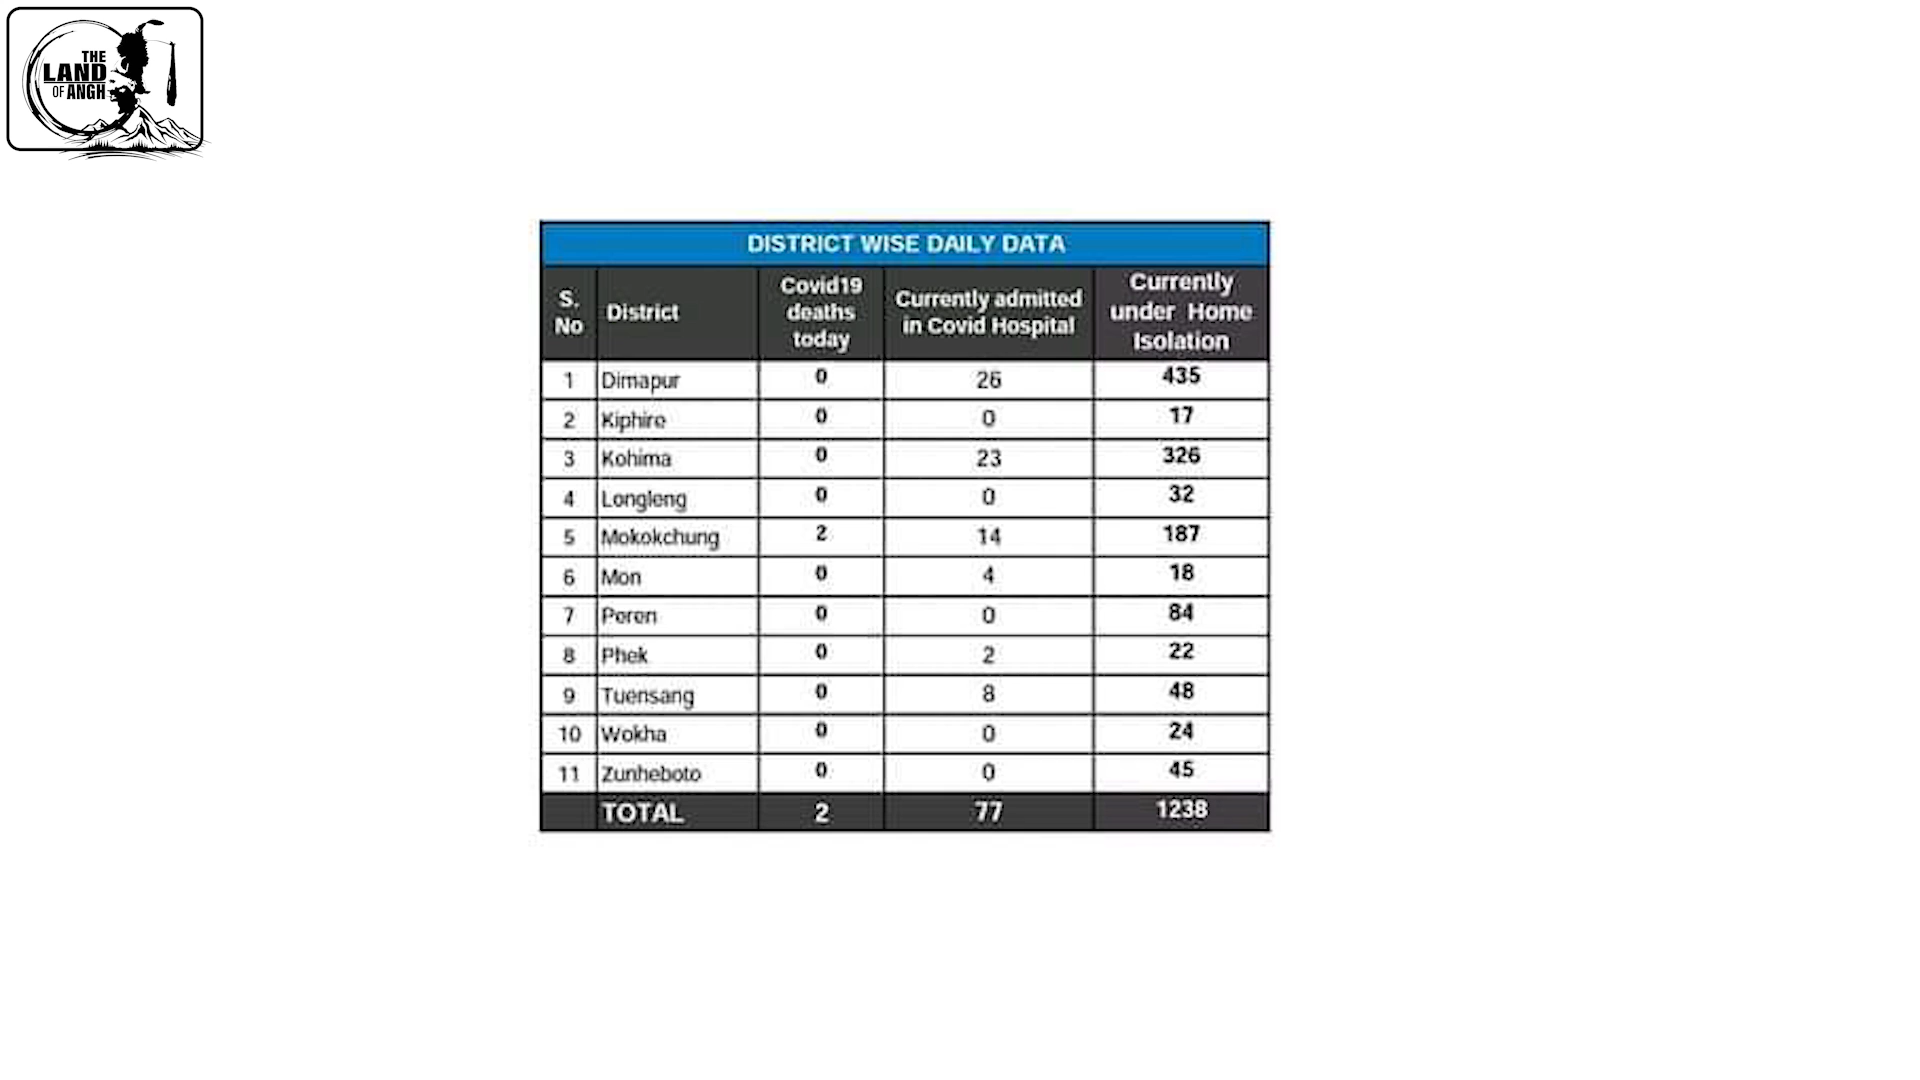 THE
LAND
OF ANGH
DISTRICT WISE DAILY DATA
S. No District Covid19 deaths today Currently admitted in Covid Hospital Currently under Home Isolation
1 Dimapur 0 26 435
2 Kiphire 0 0 17
3 Kohima 0 23 326
4 Longleng 0 0 32
5 Mokokchung 2 14 187
6 Mon 0 4 18
7 Peren 0 0 84
8 Phek 0 2 22
9 Tuensang 0 8 48
10 Wokha 0 0 24
11 Zunheboto 0 0 45
TOTAL 2 77 1238